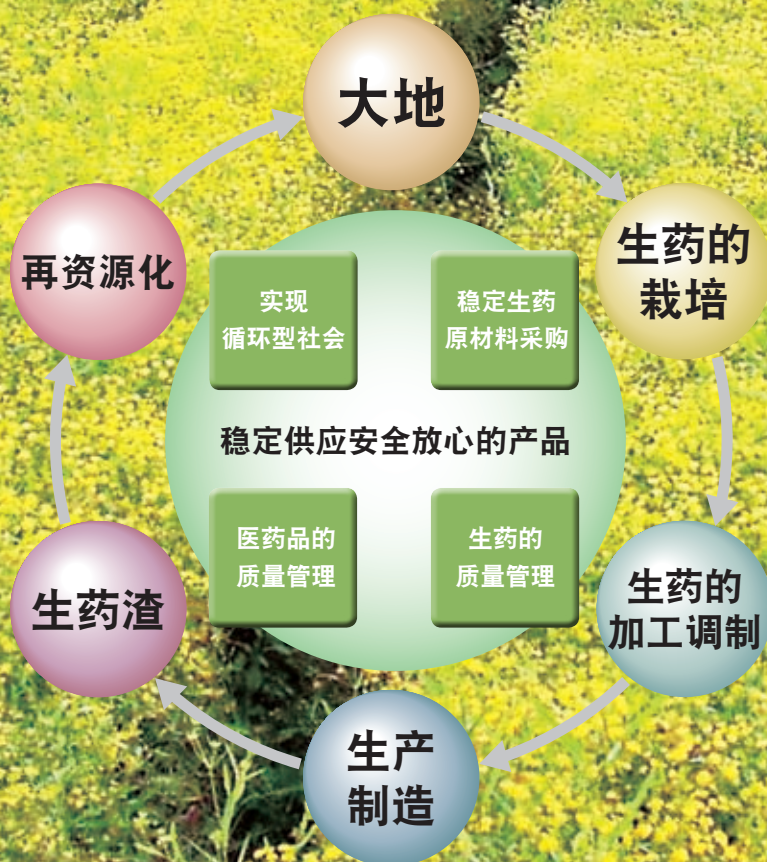 大地
生药的
栽培
再资源化
实现
循环型社会
稳定生药
原材料采购
稳定供应安全放心的产品
医药品的
质量管理
生药的
质量管理
生药渣
生药的
加工调制
生产
制造